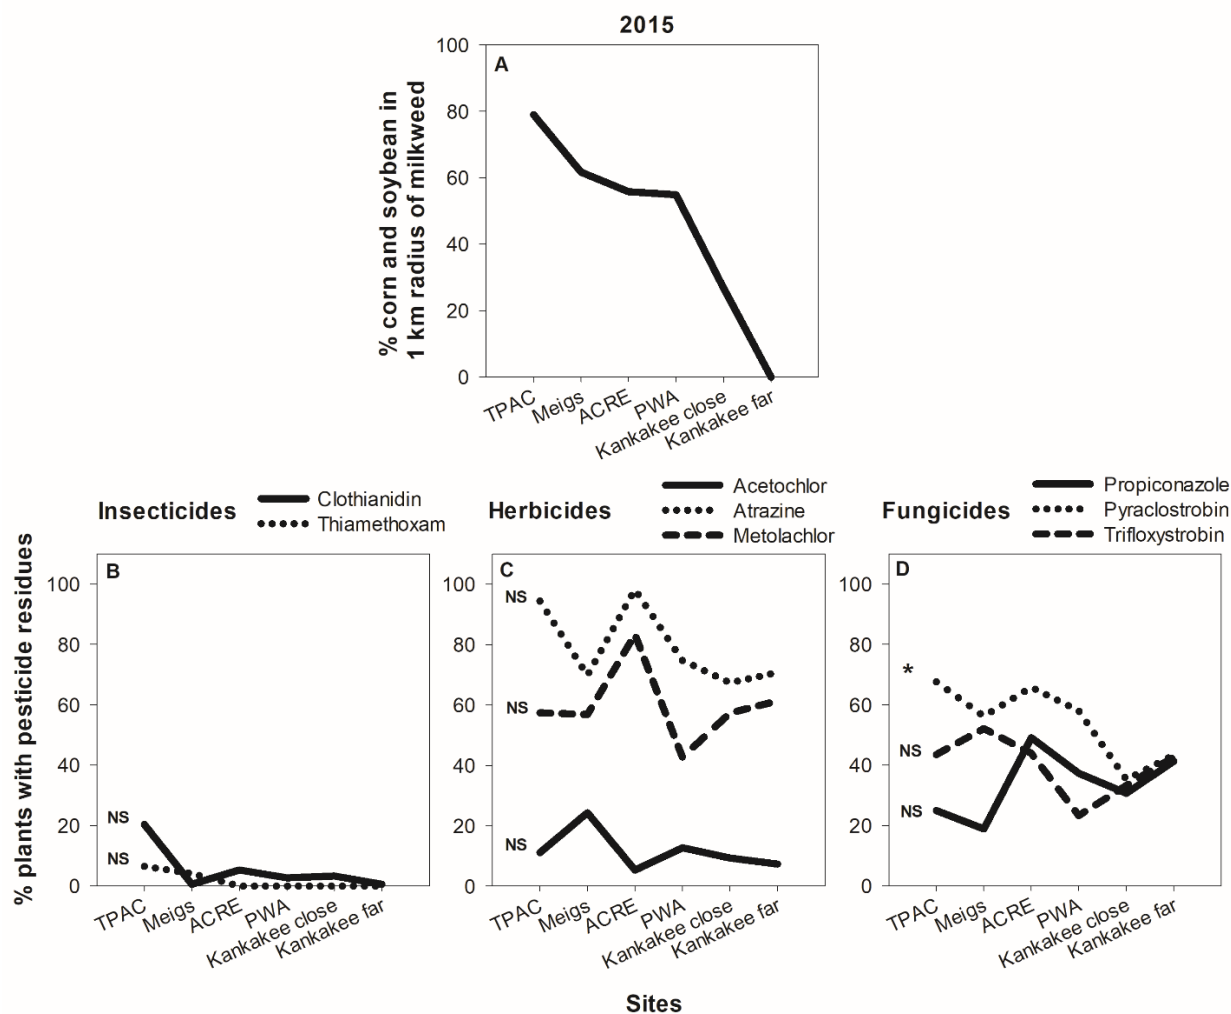 2015
A
% corn and soybean in
1 km radius of milkweed
100
80
60
40
20
0
TPAC
Meigs
ACRE
PWA
Kankakee close
Kankakee far
Insecticides
Clothianidin
Thiamethoxam
Herbicides
Acetochlor
Atrazine
Metolachlor
Fungicides
Propiconazole
Pyraclostrobin
Trifloxystrobin
% plants with pesticide residues
B
100
80
60
40
20
0
NS
NS
TPAC
Meigs
ACRE
PWA
Kankakee close
Kankakee far
C
100
80
60
40
20
0
NS
NS
NS
TPAC
Meigs
ACRE
PWA
Kankakee close
Kankakee far
D
100
80
60
40
20
0
*
NS
NS
TPAC
Meigs
ACRE
PWA
Kankakee close
Kankakee far
Sites